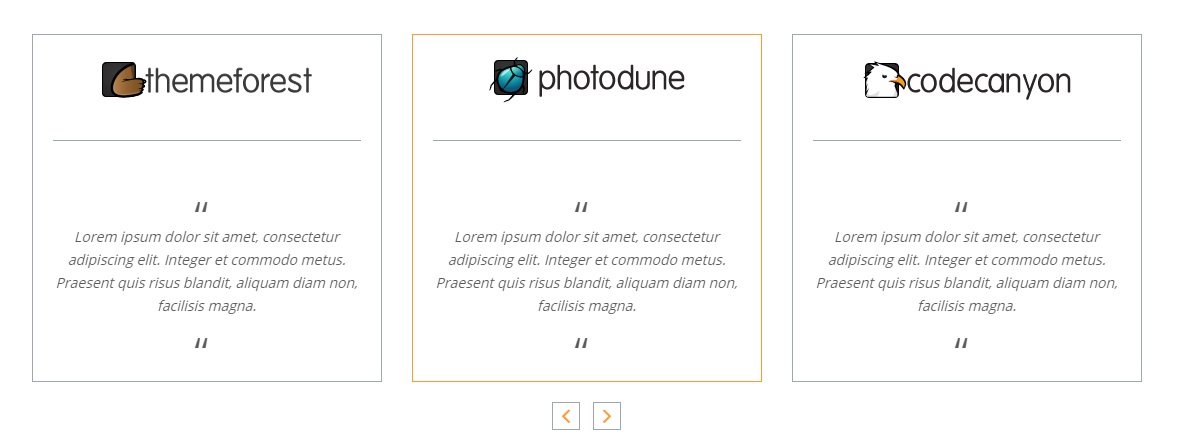 themeforest
“
Lorem ipsum dolor sit amet, consectetur
adipiscing elit. Integer et commodo metus.
Praesent quis risus blandit, aliquam diam non,
facilisis magna.
“
photodune
“
Lorem ipsum dolor sit amet, consectetur
adipiscing elit. Integer et commodo metus.
Praesent quis risus blandit, aliquam diam non,
facilisis magna.
“
codecanyon
“
Lorem ipsum dolor sit amet, consectetur
adipiscing elit. Integer et commodo metus.
Praesent quis risus blandit, aliquam diam non,
facilisis magna.
“